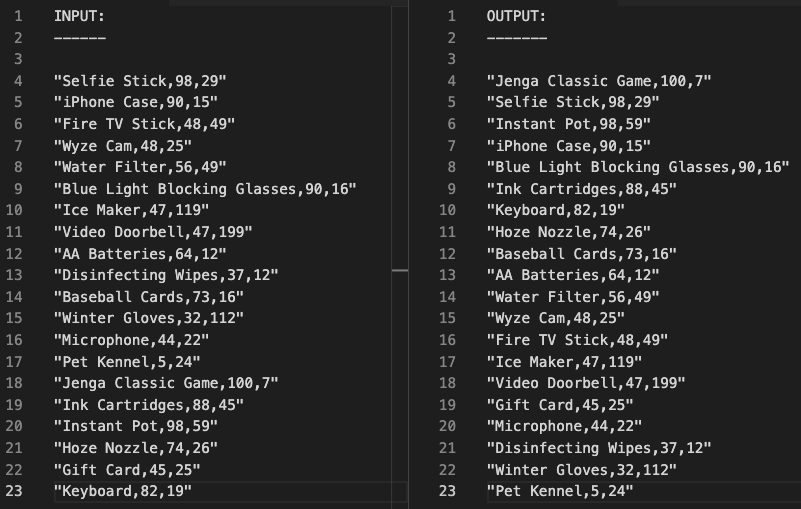 1 INPUT:
2 ------
3
4 "Selfie Stick,98,29"
5 "iPhone Case,90,15"
6 "Fire TV Stick,48,49"
7 "Wyze Cam,48,25"
8 "Water Filter,56,49"
9 "Blue Light Blocking Glasses,90,16"
10 "Ice Maker,47,119"
11 "Video Doorbell,47,199"
12 "AA Batteries,64,12"
13 "Disinfecting Wipes,37,12"
14 "Baseball Cards,73,16"
15 "Winter Gloves,32,112"
16 "Microphone,44,22"
17 "Pet Kennel,5,24"
18 "Jenga Classic Game,100,7"
19 "Ink Cartridges,88,45"
20 "Instant Pot,98,59"
21 "Hoze Nozzle,74,26"
22 "Gift Card,45,25"
23 "Keyboard,82,19"
1 OUTPUT:
2 -------
3
4 "Jenga Classic Game,100,7"
5 "Selfie Stick,98,29"
6 "Instant Pot,98,59"
7 "iPhone Case,90,15"
8 "Blue Light Blocking Glasses,90,16"
9 "Ink Cartridges,88,45"
10 "Keyboard,82,19"
11 "Hoze Nozzle,74,26"
12 "Baseball Cards,73,16"
13 "AA Batteries,64,12"
14 "Water Filter,56,49"
15 "Wyze Cam,48,25"
16 "Fire TV Stick,48,49"
17 "Ice Maker,47,119"
18 "Video Doorbell,47,199"
19 "Gift Card,45,25"
20 "Microphone,44,22"
21 "Disinfecting Wipes,37,12"
22 "Winter Gloves,32,112"
23 "Pet Kennel,5,24"